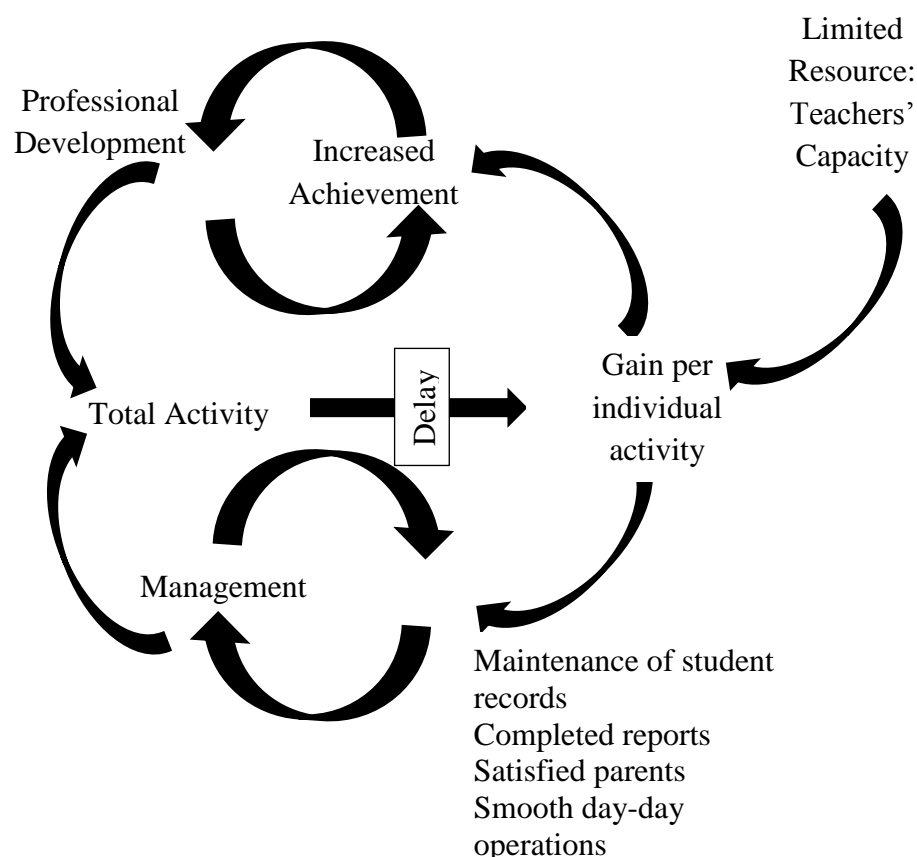 Limited
Resource:
Teachers’
Capacity
Professional
Development
Increased
Achievement
Gain per
individual
activity
Total Activity
Delay
Management
Maintenance of student
records
Completed reports
Satisfied parents
Smooth day-day
operations